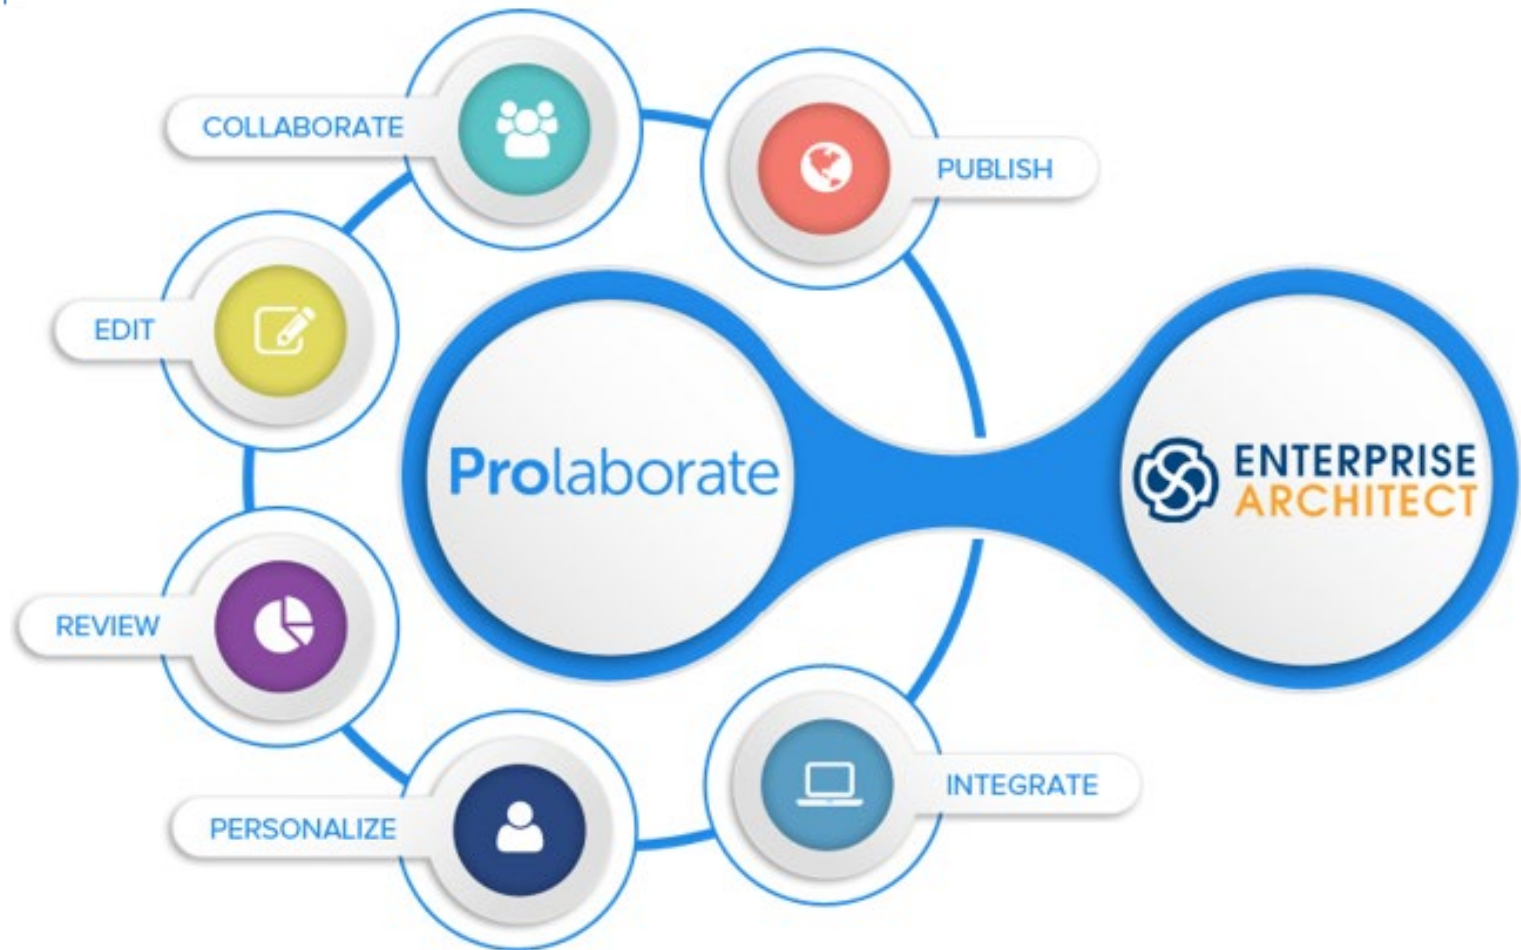 COLLABORATE
PUBLISH
EDIT
Prolaborate
ENTERPRISE
ARCHITECT
REVIEW
INTEGRATE
PERSONALIZE